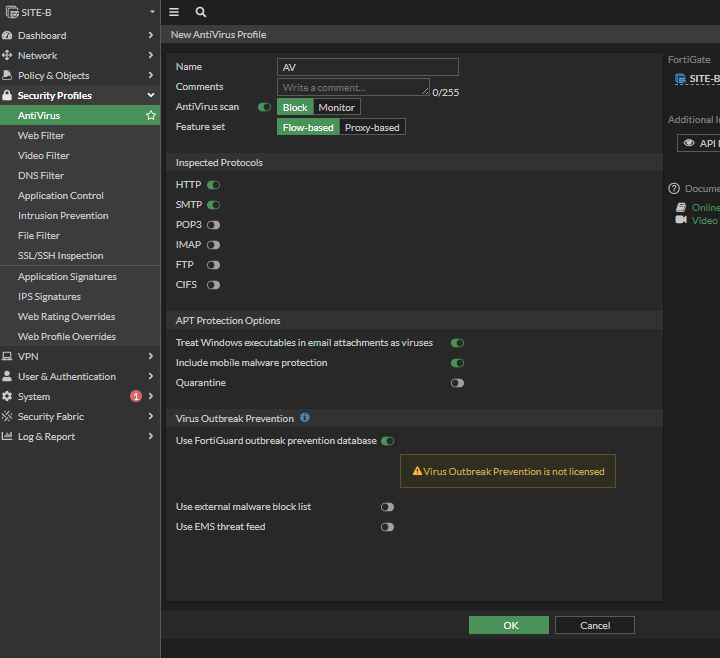 SITE-B
Dashboard
Network
Policy & Objects
Security Profiles
AntiVirus
Web Filter
Video Filter
DNS Filter
Application Control
Intrusion Prevention
File Filter
SSL/SSH Inspection
Application Signatures
IPS Signatures
Web Rating Overrides
Web Profile Overrides
VPN
User & Authentication
System 1
Security Fabric
Log & Report
New AntiVirus Profile
Name AV
Comments Write a comment... 0/255
AntiVirus scan Block Monitor
Feature set Flow-based Proxy-based
Inspected Protocols
HTTP
SMTP
POP3
IMAP
FTP
CIFS
APT Protection Options
Treat Windows executables in email attachments as viruses
Include mobile malware protection
Quarantine
Virus Outbreak Prevention
Use FortiGuard outbreak prevention database
Virus Outbreak Prevention is not licensed
Use external malware block list
Use EMS threat feed
OK Cancel
FortiGate
SITE-B
Additional
API
Online
Video